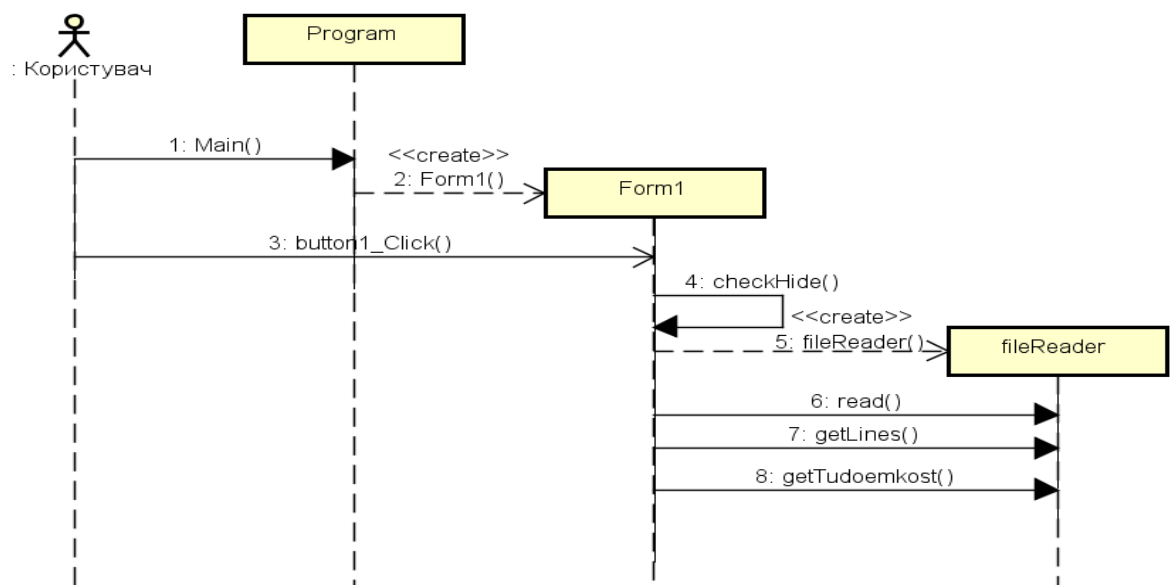 Program
: Користувач
1: Main()
<<create>>
2: Form1()
Form1
3: button1_Click()
4: checkHide()
<<create>>
5: fileReader()
fileReader
6: read()
7: getLines()
8: getTudoemkost()